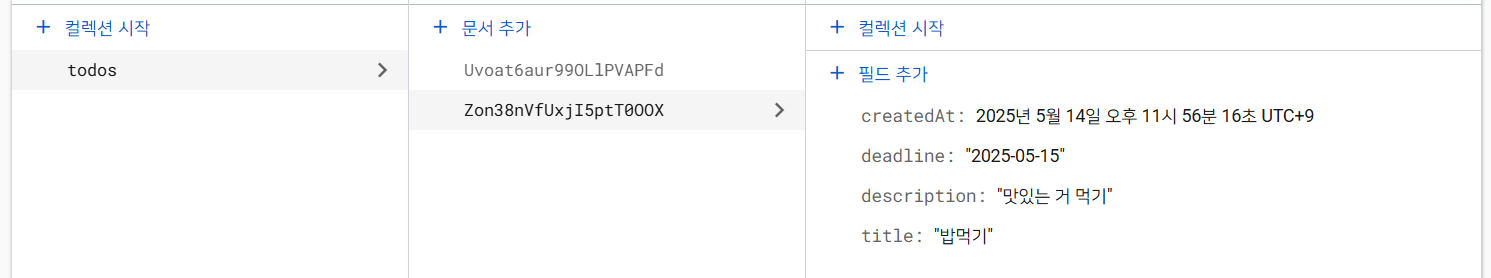 + 컬렉션 시작
todos
+ 문서 추가
Uvoat6aur99OLlPVAPFd
Zon38nVfUxjI5ptT0OOX
+ 컬렉션 시작
+ 필드 추가
createdAt: 2025년 5월 14일 오후 11시 56분 16초 UTC+9
deadline: "2025-05-15"
description: "맛있는 거 먹기"
title: "밥먹기"